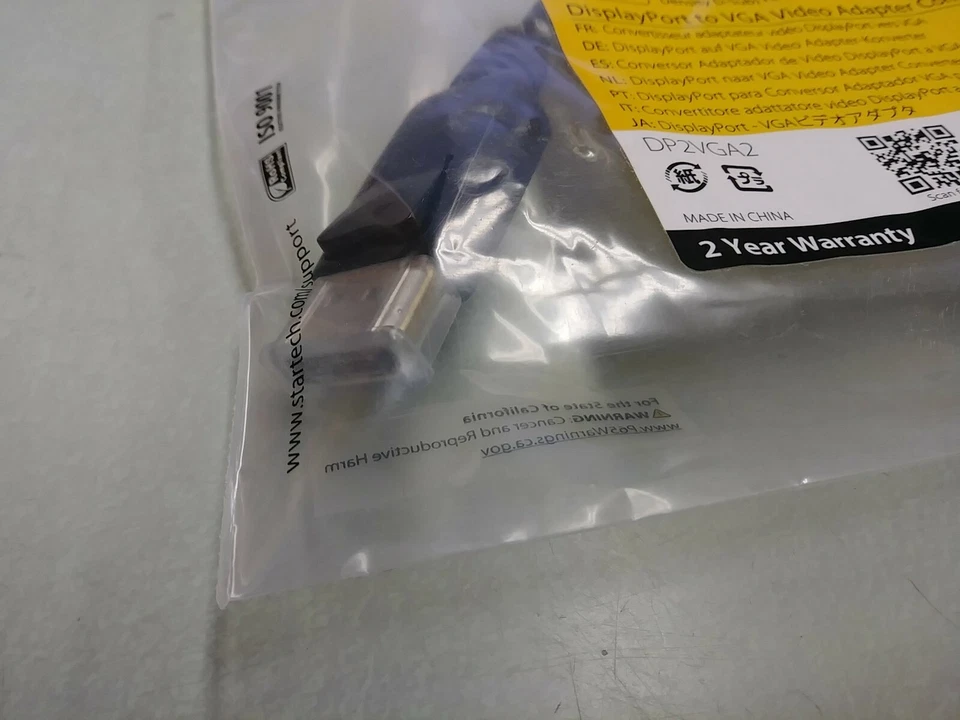 DisplayPort to VGA Video Adapter
FR: Convertisseur adaptateur vidéo DisplayPort vers VGA
DE: DisplayPort auf VGA Video Adapter-Konverter
ES: Conversor Adaptador de Video DisplayPort a VGA
NL: DisplayPort naar VGA Video Adapter
PT: DisplayPort para Conversor Adaptador VGA
IT: Convertitore adattatore video DisplayPort a
JA: DisplayPort - VGAビデオアダプタ
DP2VGA2
紙
プラ
MADE IN CHINA
Scan
2 Year Warranty
ISO 9001
RoHS
www.startech.com/support
For the State of California
⚠WARNING: Cancer and Reproductive Harm
www.P65Warnings.ca.gov